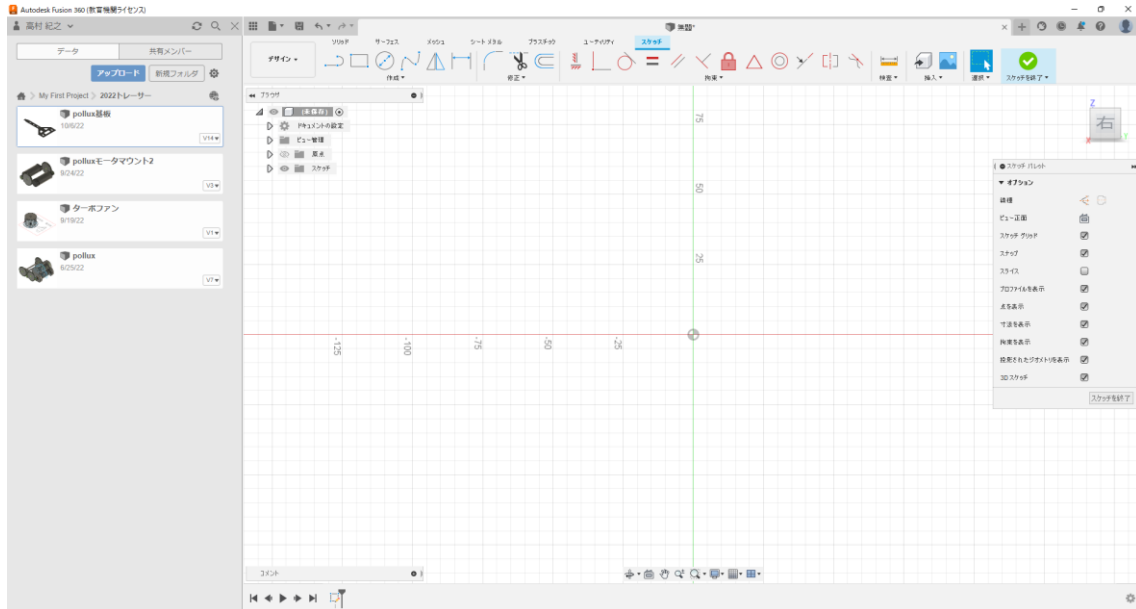 Autodesk Fusion 360 (教育機関ライセンス)
高村 紀之
無題*
データ
共有メンバー
アップロード
新規フォルダ
My First Project > 2022トレーサー
pollux基板
10/6/22
V14
polluxモータマウント2
9/24/22
V3
ターボファン
9/19/22
V1
pollux
6/25/22
V7
デザイン
ソリッド
サーフェス
メッシュ
シート メタル
プラスチック
ユーティリティ
スケッチ
作成
修正
拘束
検査
挿入
選択
スケッチを終了
ブラウザ
(未保存)
ドキュメントの設定
ビュー管理
原点
スケッチ
75
50
25
-125
-100
-75
-50
-25
Z
右
X
Y
スケッチ パレット
オプション
線種
ビュー正面
スケッチ グリッド
スナップ
スライス
プロファイルを表示
点を表示
寸法を表示
拘束を表示
投影されたジオメトリを表示
3D スケッチ
スケッチを終了
コメント